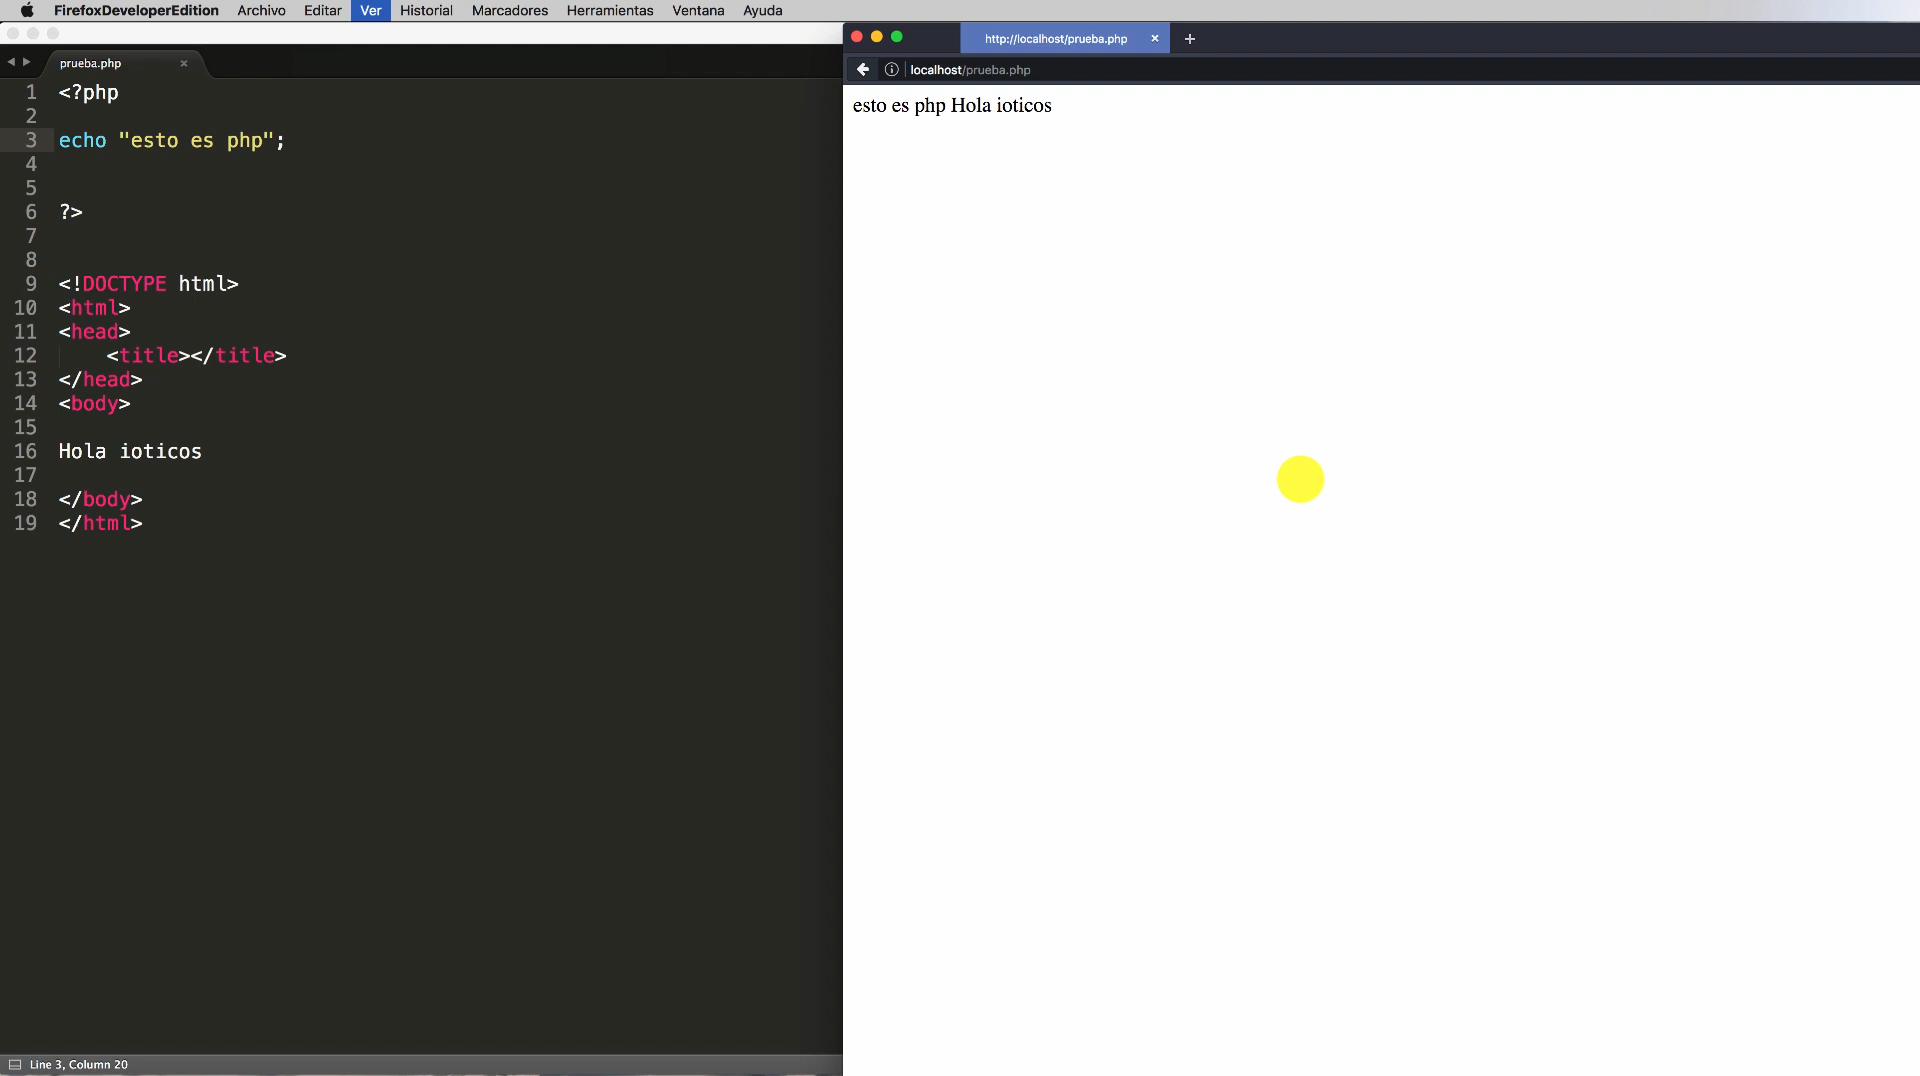 FirefoxDeveloperEdition Archivo Editar Ver Historial Marcadores Herramientas Ventana Ayuda
prueba.php ×
1 <?php
2
3 echo "esto es php";
4
5
6 ?>
7
8
9 <!DOCTYPE html>
10 <html>
11 <head>
12 <title></title>
13 </head>
14 <body>
15
16 Hola ioticos
17
18 </body>
19 </html>
Line 3, Column 20
http://localhost/prueba.php × +
localhost/prueba.php
esto es php Hola ioticos